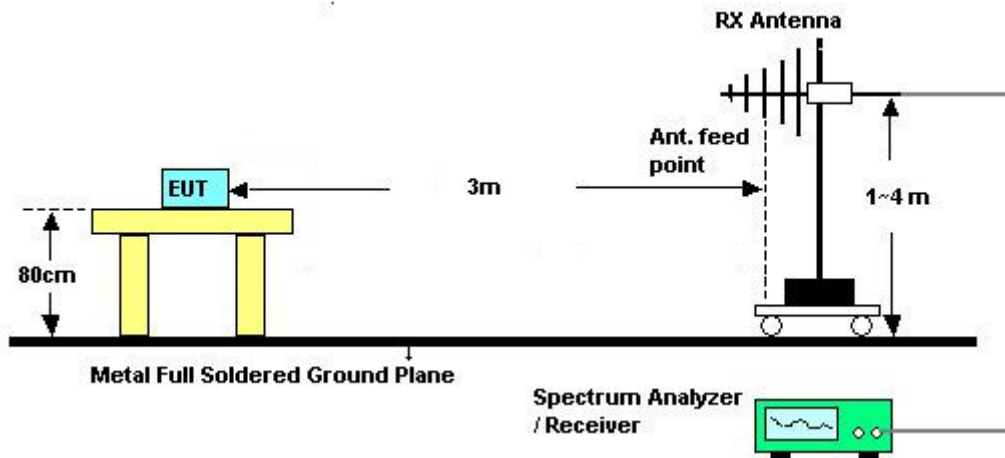 RX Antenna
Ant. feed
point
EUT
3m
1~4 m
80cm
Metal Full Soldered Ground Plane
Spectrum Analyzer
/ Receiver